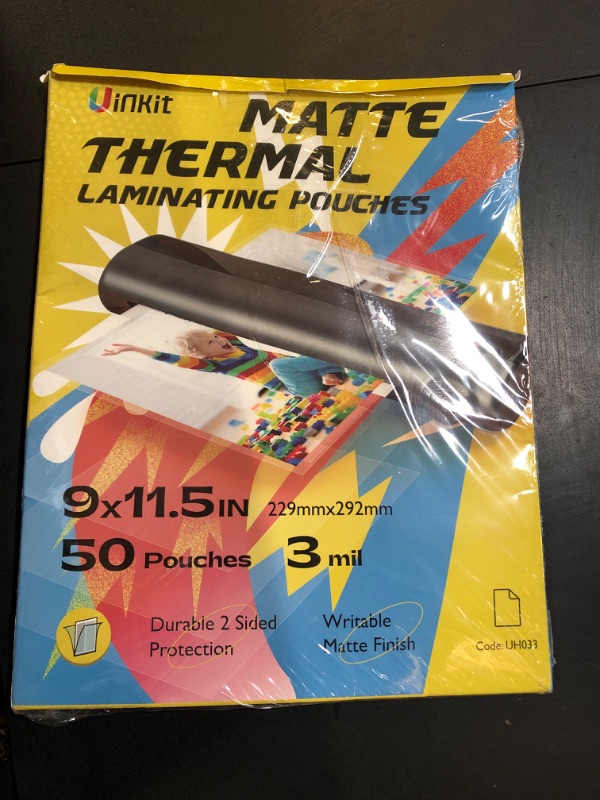 Uinkit
MATTE
THERMAL
LAMINATING POUCHES
9x11.5IN 229mmx292mm
50 Pouches 3 mil
Durable 2 Sided
Protection
Writable
Matte Finish
Code: UH033